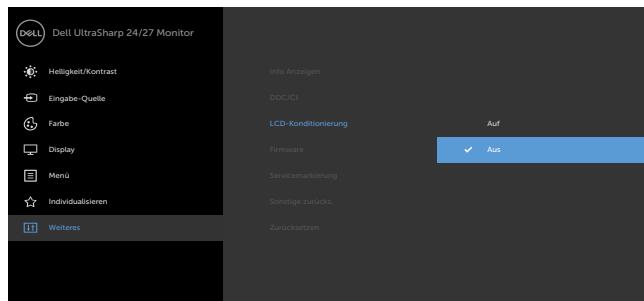 DELL Dell UltraSharp 24/27 Monitor
Helligkeit/Kontrast
Eingabe-Quelle
Farbe
Display
Menü
Individualisieren
Weiteres
Info Anzeigen
DDC/CI
LCD-Konditionierung
Firmware
Servicemarkierung
Sonstige zurücks.
Zurücksetzen
Auf
Aus